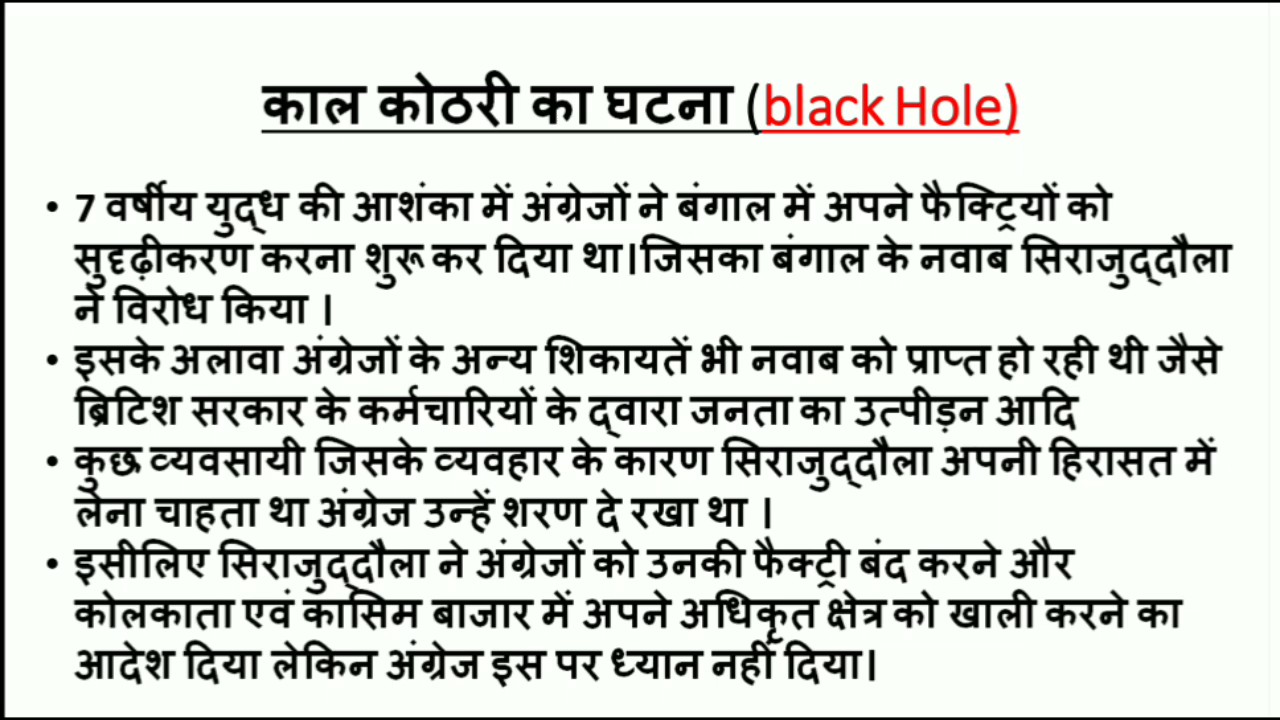 काल कोठरी का घटना (black Hole)
• 7 वर्षीय युद्ध की आशंका में अंग्रेजों ने बंगाल में अपने फैक्ट्रियों को
सुदृढ़ीकरण करना शुरू कर दिया था।जिसका बंगाल के नवाब सिराजुद्दौला
ने विरोध किया ।
• इसके अलावा अंग्रेजों के अन्य शिकायतें भी नवाब को प्राप्त हो रही थी जैसे
ब्रिटिश सरकार के कर्मचारियों के द्वारा जनता का उत्पीड़न आदि
• कुछ व्यवसायी जिसके व्यवहार के कारण सिराजुद्दौला अपनी हिरासत में
लेना चाहता था अंग्रेज उन्हें शरण दे रखा था ।
• इसीलिए सिराजुद्दौला ने अंग्रेजों को उनकी फैक्ट्री बंद करने और
कोलकाता एवं कासिम बाजार में अपने अधिकृत क्षेत्र को खाली करने का
आदेश दिया लेकिन अंग्रेज इस पर ध्यान नहीं दिया।